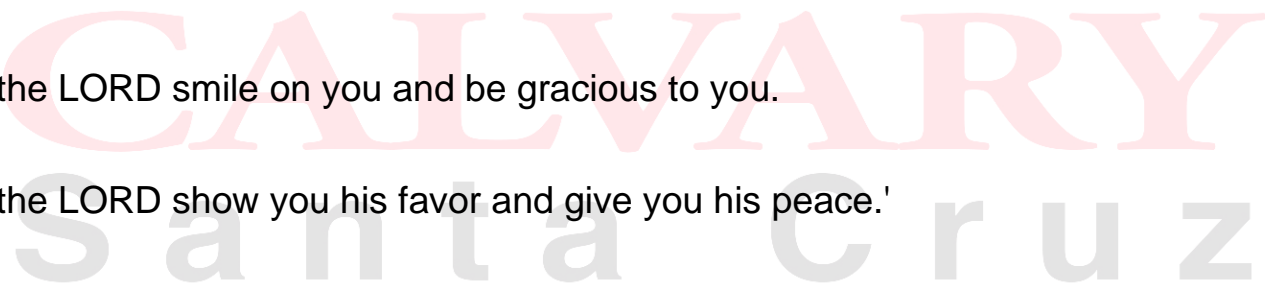 CALVARY
the LORD smile on you and be gracious to you.
the LORD show you his favor and give you his peace.'
Santa Cruz